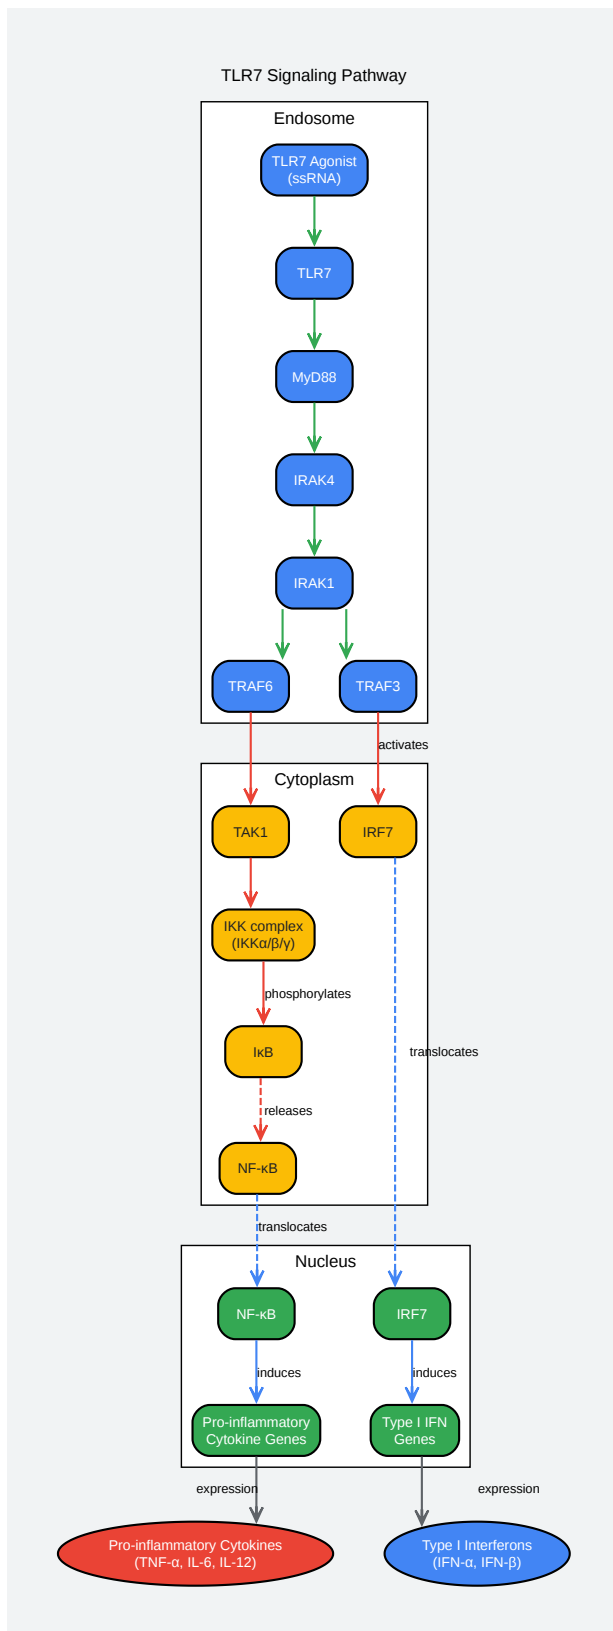 TLR7 Signaling Pathway
Endosome
TLR7 Agonist
(ssRNA)
TLR7
MyD88
IRAK4
IRAK1
TRAF6
TRAF3
activates
Cytoplasm
TAK1
IRF7
IKK complex
(IKKα/β/γ)
phosphorylates
IκB
translocates
releases
NF-κB
translocates
Nucleus
NF-κB
IRF7
induces
induces
Pro-inflammatory
Cytokine Genes
Type I IFN
Genes
expression
expression
Pro-inflammatory Cytokines
(TNF-α, IL-6, IL-12)
Type I Interferons
(IFN-α, IFN-β)